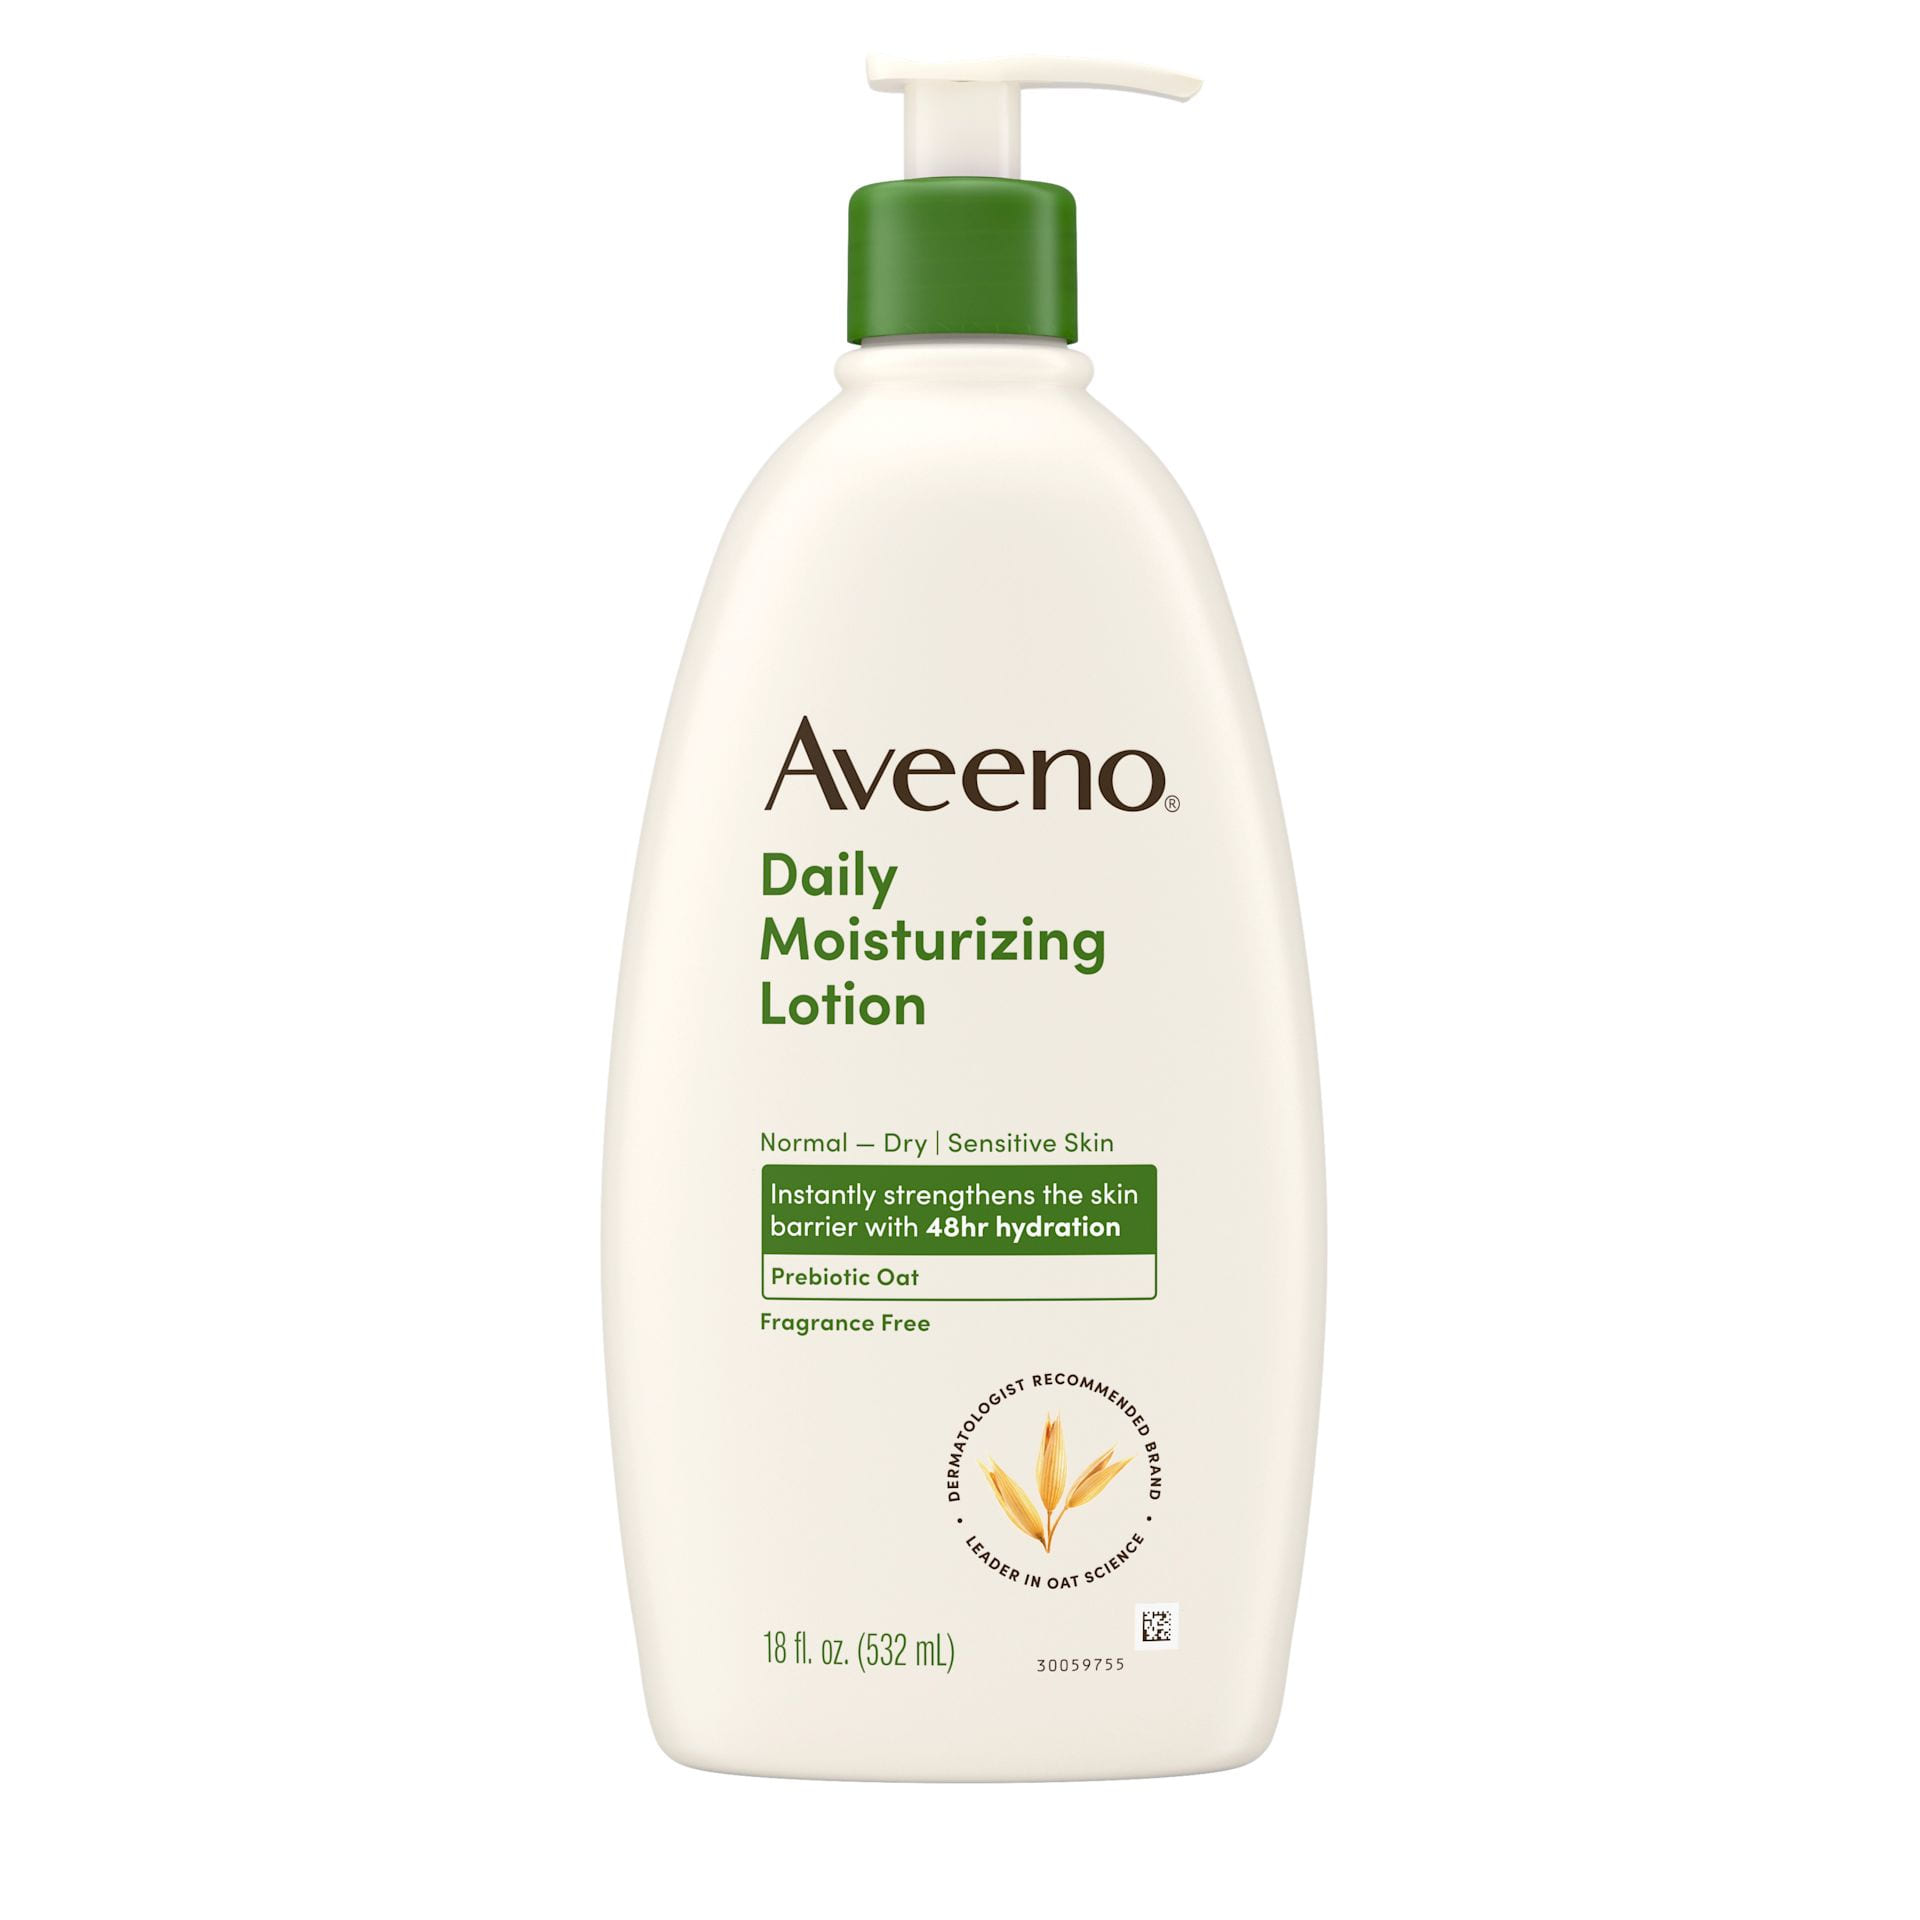 Aveeno®
Daily
Moisturizing
Lotion
Normal — Dry | Sensitive Skin
Instantly strengthens the skin
barrier with 48hr hydration
Prebiotic Oat
Fragrance Free
DERMATOLOGIST RECOMMENDED BRAND
• LEADER IN OAT SCIENCE •
18 fl. oz. (532 mL)
30059755